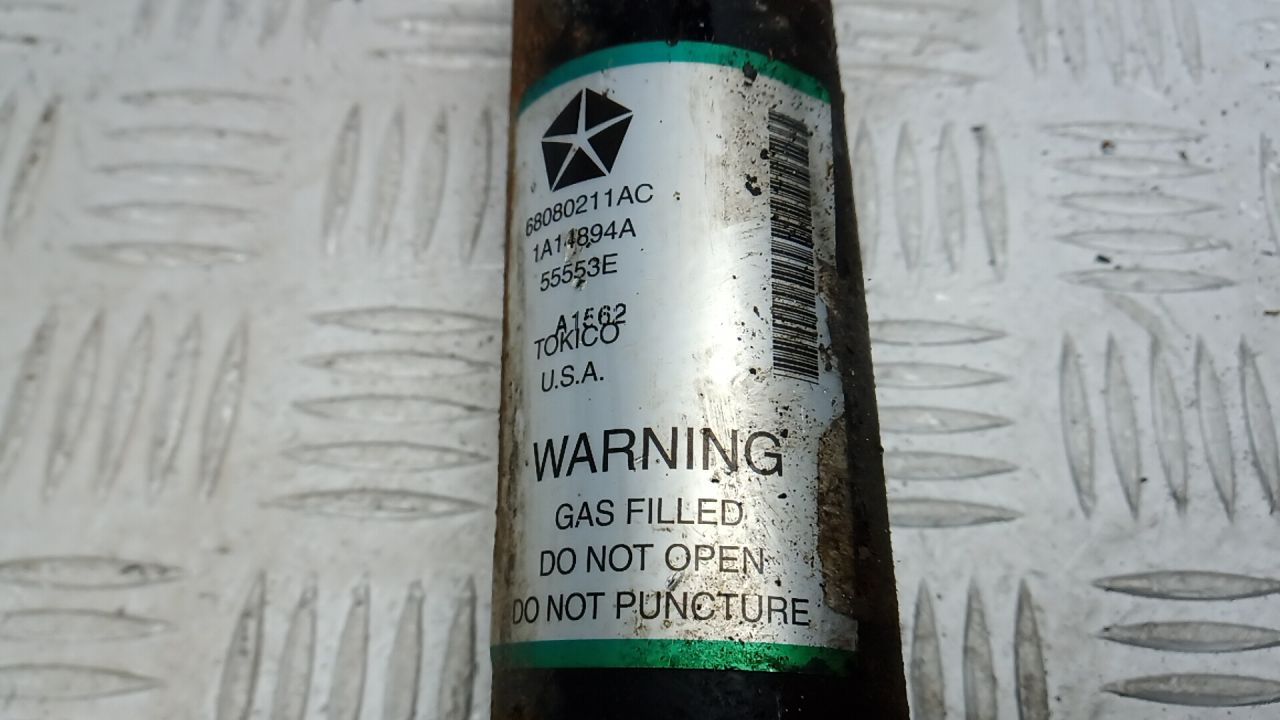 68080211AC
1A14894A
55553E
A1562
TOKICO
U.S.A.
WARNING
GAS FILLED
DO NOT OPEN
DO NOT PUNCTURE